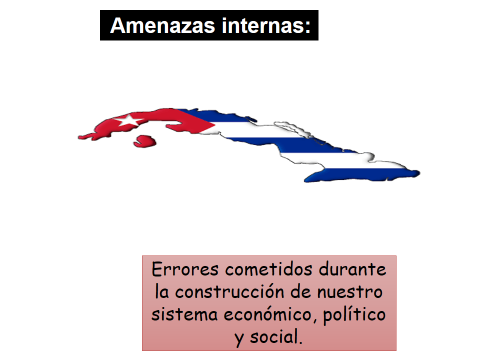 Amenazas internas:
Errores cometidos durante
la construcción de nuestro
sistema económico, político
y social.